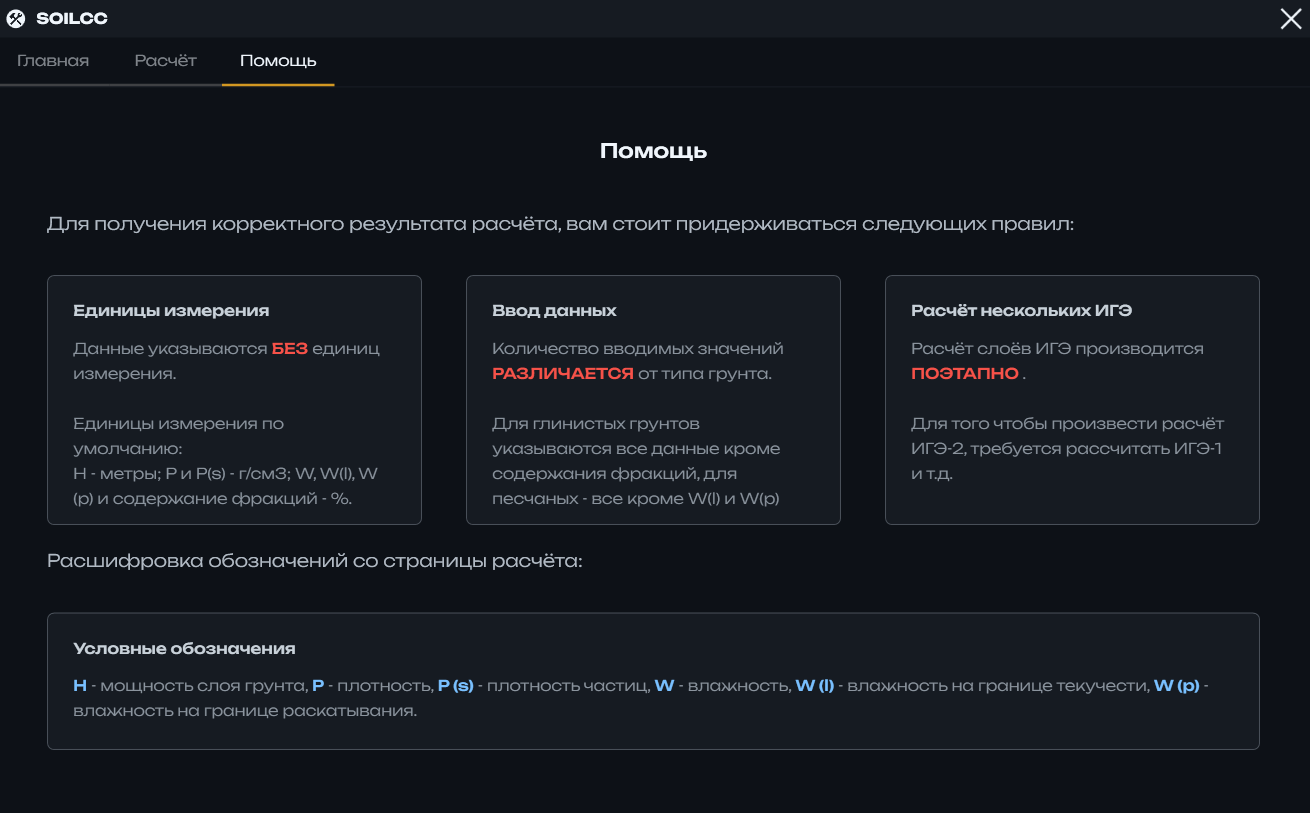 SOILCC
Главная Расчёт Помощь
Помощь
Для получения корректного результата расчёта, вам стоит придерживаться следующих правил:
Единицы измерения
Данные указываются БЕЗ единиц
измерения.
Единицы измерения по
умолчанию:
H - метры; P и P(s) - г/см3; W, W(l), W
(p) и содержание фракций - %.
Ввод данных
Количество вводимых значений
РАЗЛИЧАЕТСЯ от типа грунта.
Для глинистых грунтов
указываются все данные кроме
содержания фракций, для
песчаных - все кроме W(l) и W(p)
Расчёт нескольких ИГЭ
Расчёт слоёв ИГЭ производится
ПОЭТАПНО .
Для того чтобы произвести расчёт
ИГЭ-2, требуется рассчитать ИГЭ-1
и т.д.
Расшифровка обозначений со страницы расчёта:
Условные обозначения
H - мощность слоя грунта, P - плотность, P (s) - плотность частиц, W - влажность, W (l) - влажность на границе текучести, W (p) -
влажность на границе раскатывания.